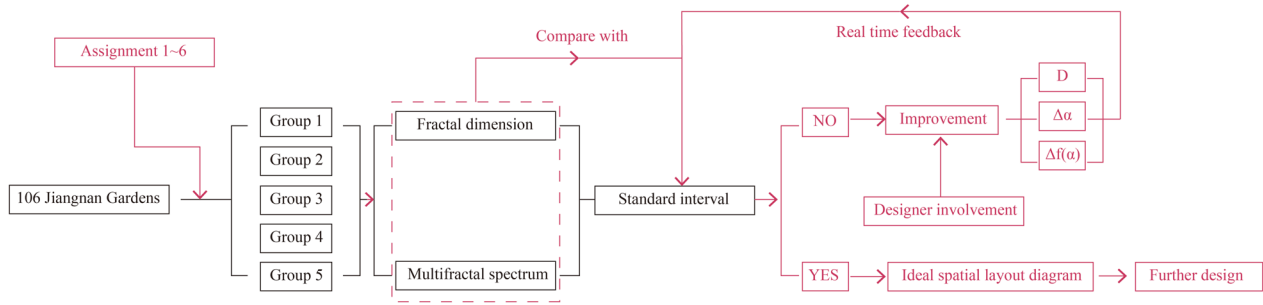 Assignment 1~6
Compare with
Real time feedback
106 Jiangnan Gardens
Group 1
Group 2
Group 3
Group 4
Group 5
Fractal dimension
Multifractal spectrum
Standard interval
NO
Improvement
D
Δα
Δf(α)
Designer involvement
YES
Ideal spatial layout diagram
Further design